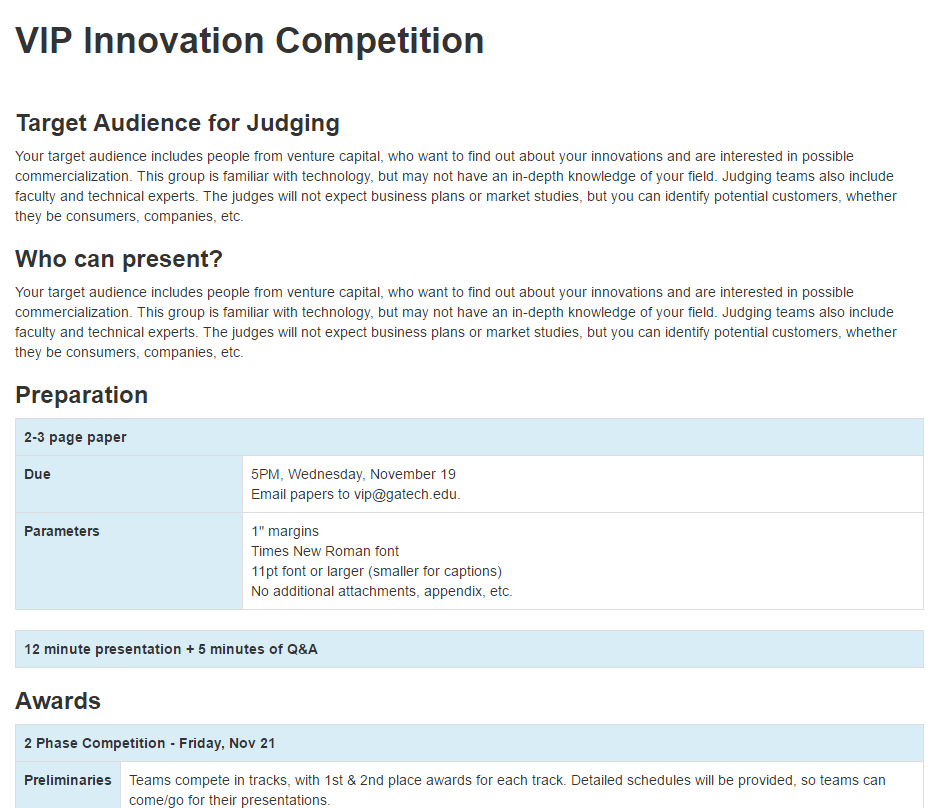 VIP Innovation Competition
Target Audience for Judging
Your target audience includes people from venture capital, who want to find out about your innovations and are interested in possible
commercialization. This group is familiar with technology, but may not have an in-depth knowledge of your field. Judging teams also include
faculty and technical experts. The judges will not expect business plans or market studies, but you can identify potential customers, whether
they be consumers, companies, etc.
Who can present?
Your target audience includes people from venture capital, who want to find out about your innovations and are interested in possible
commercialization. This group is familiar with technology, but may not have an in-depth knowledge of your field. Judging teams also include
faculty and technical experts. The judges will not expect business plans or market studies, but you can identify potential customers, whether
they be consumers, companies, etc.
Preparation
2-3 page paper
Due
5PM, Wednesday, November 19
Email papers to vip@gatech.edu.
Parameters
1" margins
Times New Roman font
11pt font or larger (smaller for captions)
No additional attachments, appendix, etc.
12 minute presentation + 5 minutes of Q&A
Awards
2 Phase Competition - Friday, Nov 21
Preliminaries
Teams compete in tracks, with 1st & 2nd place awards for each track. Detailed schedules will be provided, so teams can
come/go for their presentations.